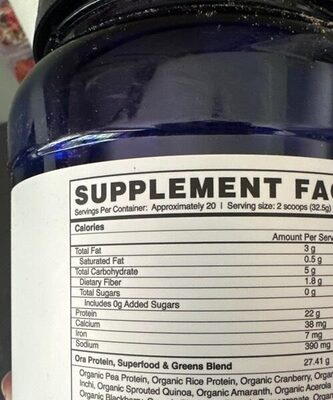 SUPPLEMENT FA
Servings Per Container: Approximately 20 | Serving size: 2 scoops (32.5g)
Calories
Amount Per Serv
Total Fat 3 g
Saturated Fat 0.5 g
Total Carbohydrate 5 g
Dietary Fiber 1.8 g
Total Sugars 0 g
Includes 0g Added Sugars
Protein 22 g
Calcium 38 mg
Iron 7 mg
Sodium 390 mg
Ora Protein, Superfood & Greens Blend 27.41 g
Organic Pea Protein, Organic Rice Protein, Organic Cranberry, Organ
Inchi, Organic Sprouted Quinoa, Organic Amaranth, Organic Acerola
Organic Blackberry